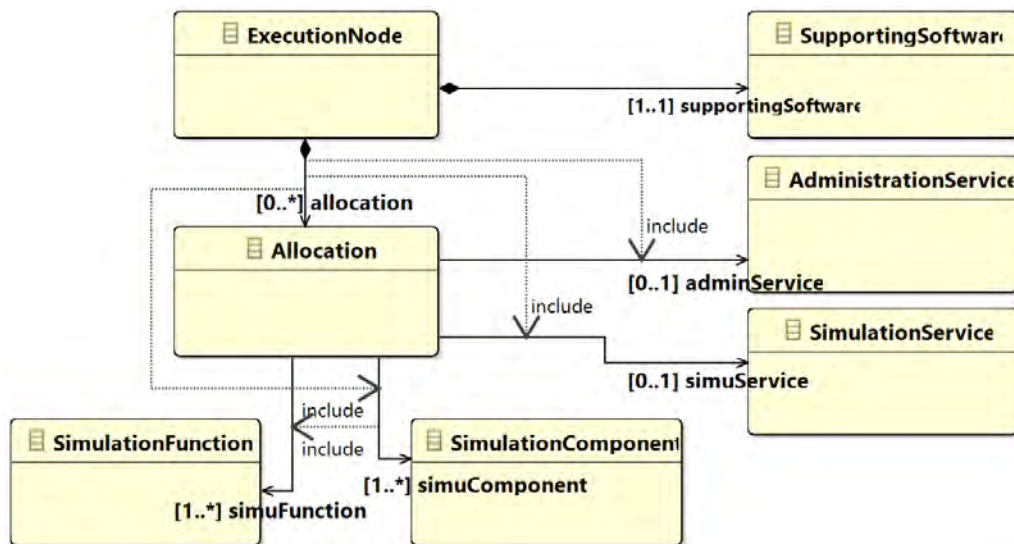 ExecutionNode
SupportingSoftware
[1..1] supportingSoftware
AdministrationService
[0..*] allocation
include
Allocation
[0..1] adminService
include
SimulationService
[0..1] simuService
include
include
SimulationFunction
SimulationComponent
[1..*] simuComponent
[1..*] simuFunction